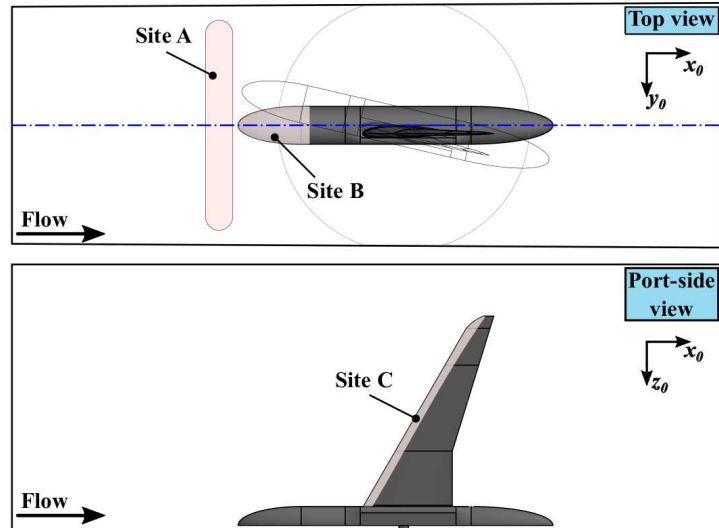 Site A
Top view
x₀
y₀
Site B
Flow
Port-side
view
x₀
z₀
Site C
Flow